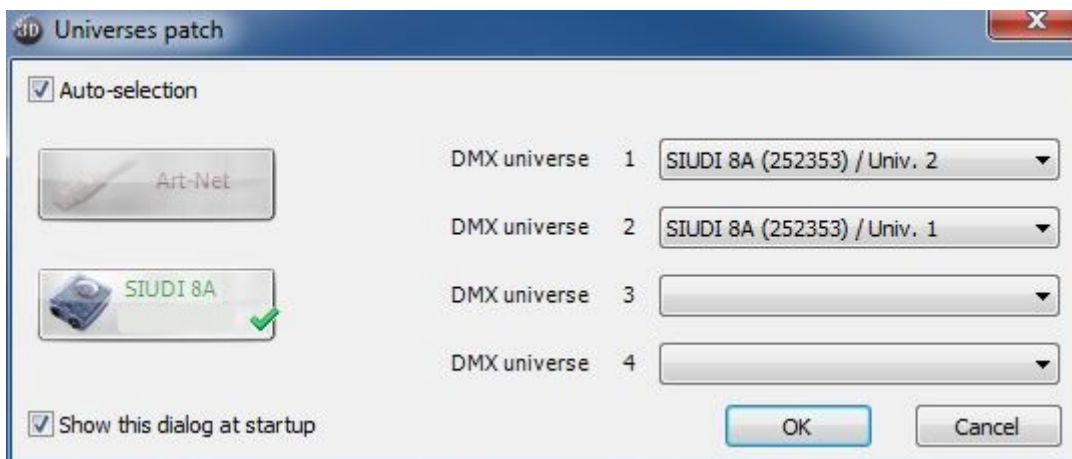 3D Universes patch
Auto-selection
Art-Net
SIUDI 8A
DMX universe 1 SIUDI 8A (252353) / Univ. 2
DMX universe 2 SIUDI 8A (252353) / Univ. 1
DMX universe 3
DMX universe 4
Show this dialog at startup
OK Cancel